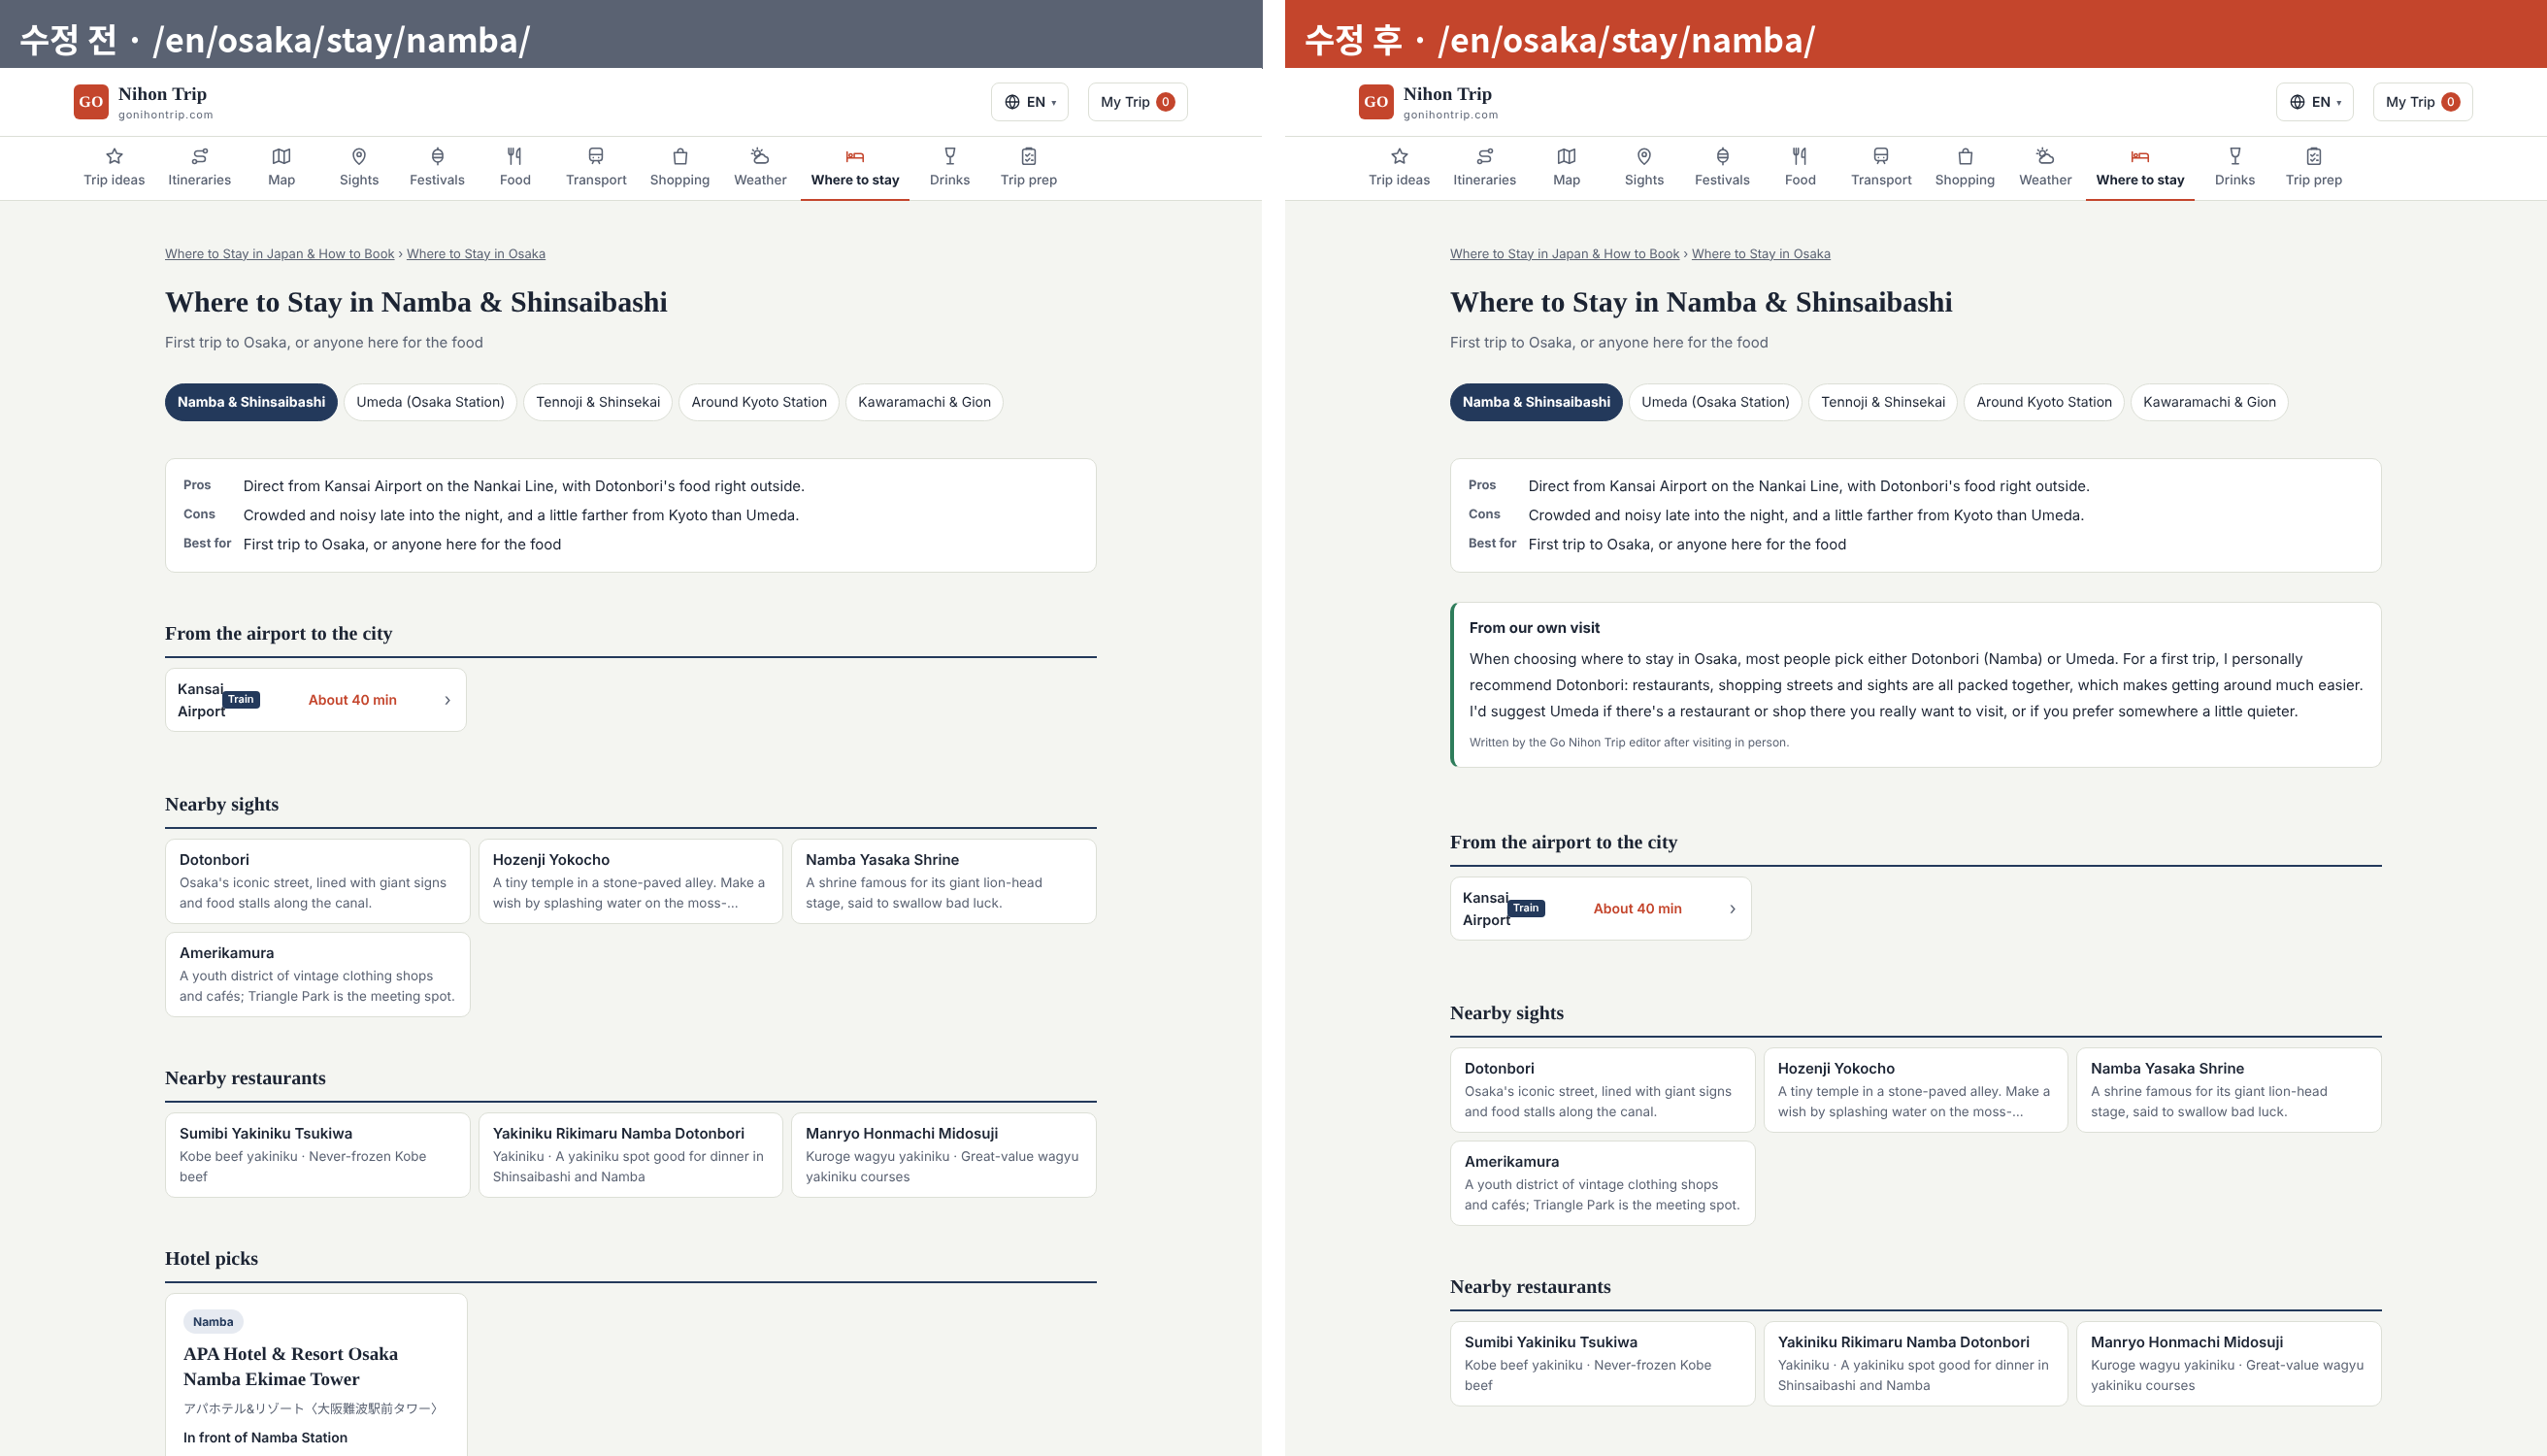 수정 전 · /en/osaka/stay/namba/
GO
Nihon Trip
gonihontrip.com
EN ▾
My Trip 0
Trip ideas
Itineraries
Map
Sights
Festivals
Food
Transport
Shopping
Weather
Where to stay
Drinks
Trip prep
Where to Stay in Japan & How to Book › Where to Stay in Osaka
Where to Stay in Namba & Shinsaibashi
First trip to Osaka, or anyone here for the food
Namba & Shinsaibashi
Umeda (Osaka Station)
Tennoji & Shinsekai
Around Kyoto Station
Kawaramachi & Gion
Pros Direct from Kansai Airport on the Nankai Line, with Dotonbori's food right outside.
Cons Crowded and noisy late into the night, and a little farther from Kyoto than Umeda.
Best for First trip to Osaka, or anyone here for the food
From the airport to the city
Kansai
Airport
Train
About 40 min ›
Nearby sights
Dotonbori
Osaka's iconic street, lined with giant signs
and food stalls along the canal.
Hozenji Yokocho
A tiny temple in a stone-paved alley. Make a
wish by splashing water on the moss-...
Namba Yasaka Shrine
A shrine famous for its giant lion-head
stage, said to swallow bad luck.
Amerikamura
A youth district of vintage clothing shops
and cafés; Triangle Park is the meeting spot.
Nearby restaurants
Sumibi Yakiniku Tsukiwa
Kobe beef yakiniku · Never-frozen Kobe
beef
Yakiniku Rikimaru Namba Dotonbori
Yakiniku · A yakiniku spot good for dinner in
Shinsaibashi and Namba
Manryo Honmachi Midosuji
Kuroge wagyu yakiniku · Great-value wagyu
yakiniku courses
Hotel picks
Namba
APA Hotel & Resort Osaka
Namba Ekimae Tower
アパホテル&リゾート〈大阪難波駅前タワー〉
In front of Namba Station
수정 후 · /en/osaka/stay/namba/
GO
Nihon Trip
gonihontrip.com
EN ▾
My Trip 0
Trip ideas
Itineraries
Map
Sights
Festivals
Food
Transport
Shopping
Weather
Where to stay
Drinks
Trip prep
Where to Stay in Japan & How to Book › Where to Stay in Osaka
Where to Stay in Namba & Shinsaibashi
First trip to Osaka, or anyone here for the food
Namba & Shinsaibashi
Umeda (Osaka Station)
Tennoji & Shinsekai
Around Kyoto Station
Kawaramachi & Gion
Pros Direct from Kansai Airport on the Nankai Line, with Dotonbori's food right outside.
Cons Crowded and noisy late into the night, and a little farther from Kyoto than Umeda.
Best for First trip to Osaka, or anyone here for the food
From our own visit
When choosing where to stay in Osaka, most people pick either Dotonbori (Namba) or Umeda. For a first trip, I personally
recommend Dotonbori: restaurants, shopping streets and sights are all packed together, which makes getting around much easier.
I'd suggest Umeda if there's a restaurant or shop there you really want to visit, or if you prefer somewhere a little quieter.
Written by the Go Nihon Trip editor after visiting in person.
From the airport to the city
Kansai
Airport
Train
About 40 min ›
Nearby sights
Dotonbori
Osaka's iconic street, lined with giant signs
and food stalls along the canal.
Hozenji Yokocho
A tiny temple in a stone-paved alley. Make a
wish by splashing water on the moss-...
Namba Yasaka Shrine
A shrine famous for its giant lion-head
stage, said to swallow bad luck.
Amerikamura
A youth district of vintage clothing shops
and cafés; Triangle Park is the meeting spot.
Nearby restaurants
Sumibi Yakiniku Tsukiwa
Kobe beef yakiniku · Never-frozen Kobe
beef
Yakiniku Rikimaru Namba Dotonbori
Yakiniku · A yakiniku spot good for dinner in
Shinsaibashi and Namba
Manryo Honmachi Midosuji
Kuroge wagyu yakiniku · Great-value wagyu
yakiniku courses